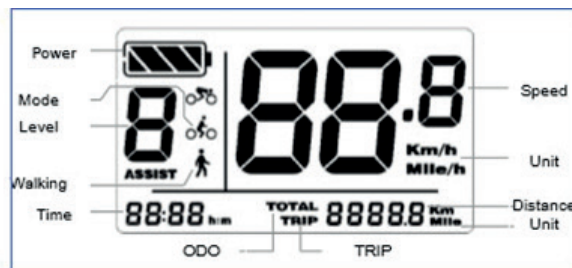 Power
Mode
Level
8
ASSIST
Walking
88.8
Speed
Km/h
Mile/h
Unit
Time
88:88 h:m
TOTAL
TRIP
8888.8 Km
Mile
Distance
Unit
ODO
TRIP